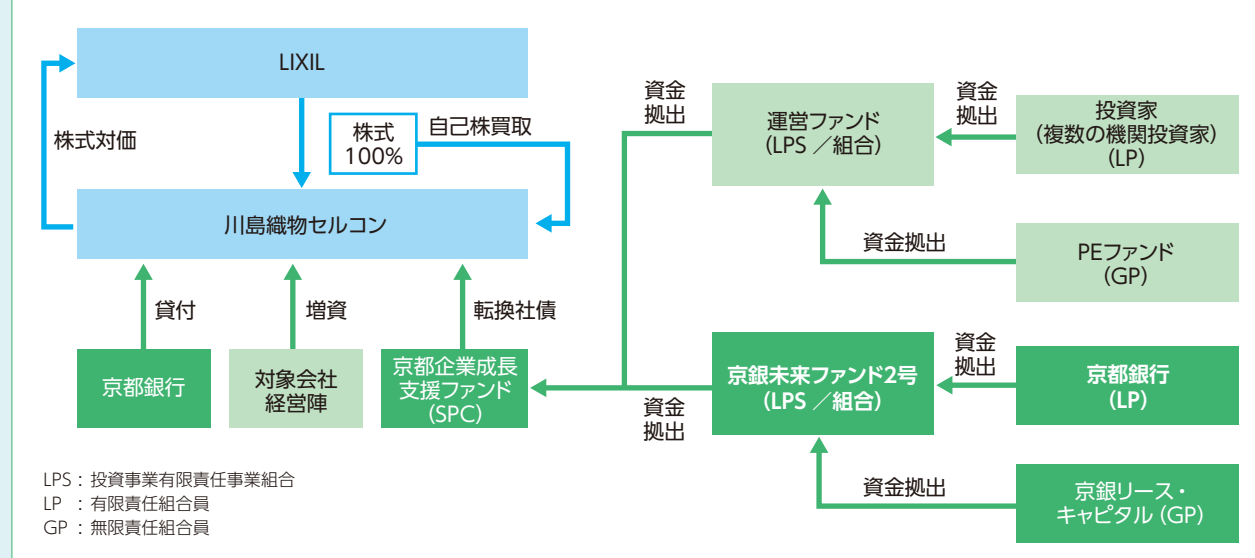 LIXIL
株式対価
株式
100%
自己株買取
川島織物セルコン
貸付
増資
転換社債
京都銀行
対象会社
経営陣
京都企業成長
支援ファンド
(SPC)
資金
拠出
運営ファンド
(LPS ／組合)
資金
拠出
投資家
(複数の機関投資家)
(LP)
資金拠出
PEファンド
(GP)
資金
拠出
京銀未来ファンド2号
(LPS ／組合)
資金
拠出
京都銀行
(LP)
資金拠出
京銀リース・
キャピタル (GP)
LPS : 投資事業有限責任事業組合
LP : 有限責任組合員
GP : 無限責任組合員